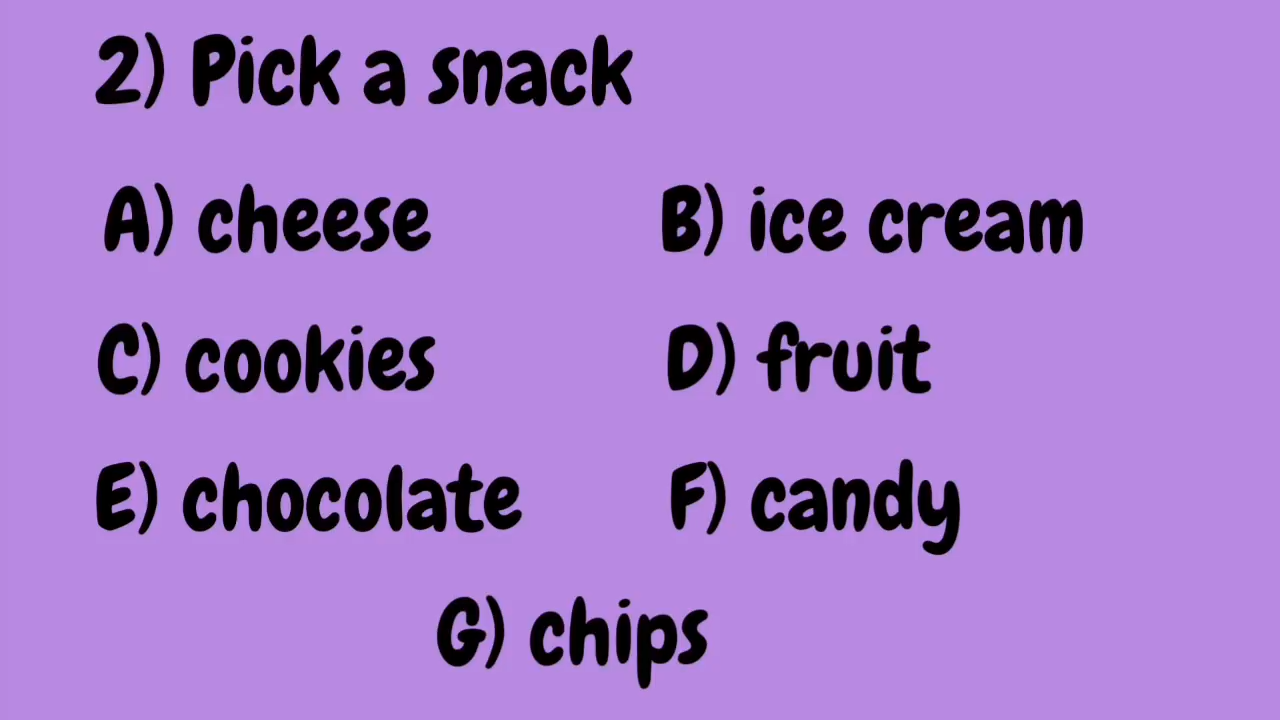 2) Pick a snack
A) cheese B) ice cream
C) cookies D) fruit
E) chocolate F) candy
G) chips